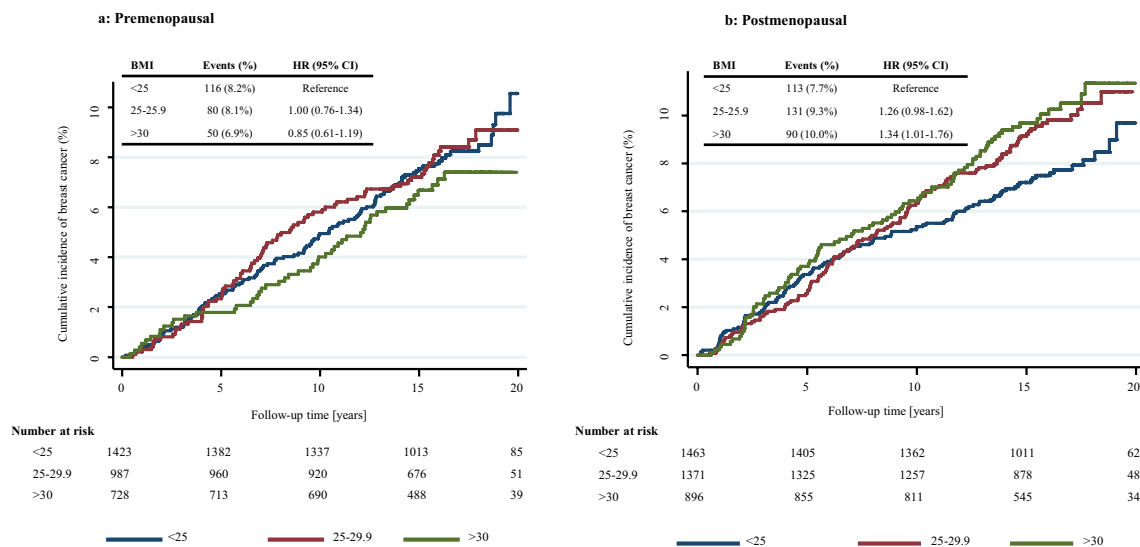 a: Premenopausal
BMI Events (%) HR (95% CI)
<25 116 (8.2%) Reference
25-25.9 80 (8.1%) 1.00 (0.76-1.34)
>30 50 (6.9%) 0.85 (0.61-1.19)
Cumulative incidence of breast cancer (%)
10
8
6
4
2
0
0 5 10 15 20
Follow-up time [years]
Number at risk
<25 1423 1382 1337 1013 85
25-29.9 987 960 920 676 51
>30 728 713 690 488 39
<25 25-29.9 >30
b: Postmenopausal
BMI Events (%) HR (95% CI)
<25 113 (7.7%) Reference
25-25.9 131 (9.3%) 1.26 (0.98-1.62)
>30 90 (10.0%) 1.34 (1.01-1.76)
Cumulative incidence of breast cancer (%)
10
8
6
4
2
0
0 5 10 15 20
Follow-up time [years]
Number at risk
<25 1463 1405 1362 1011 62
25-29.9 1371 1325 1257 878 48
>30 896 855 811 545 34
<25 25-29.9 >30